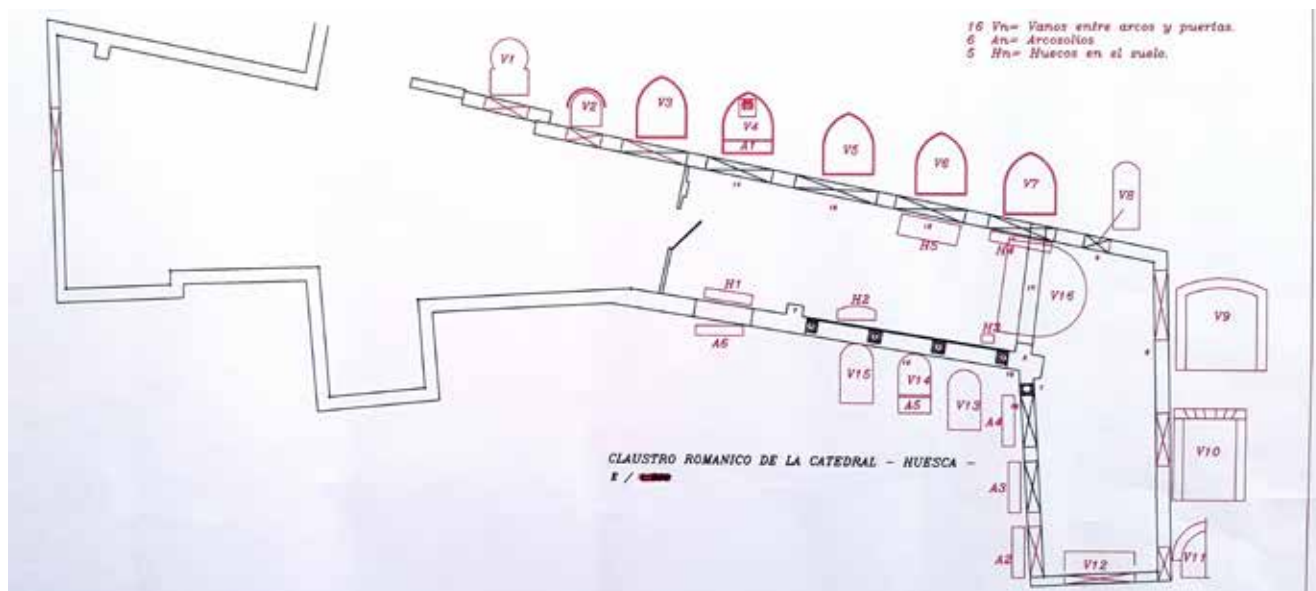 16 Vn= Vanos entre arcos y puertas.
6 An= Arcosolios
5 Hn= Huecos en el suelo.
V1
V2
V3
V4
A1
V5
V6
V7
V8
H5
H4
H1
H2
H3
V16
V9
A6
V15
V14
A5
V13
A4
V10
A3
A2
V12
V11
CLAUSTRO ROMANICO DE LA CATEDRAL - HUESCA -
E /